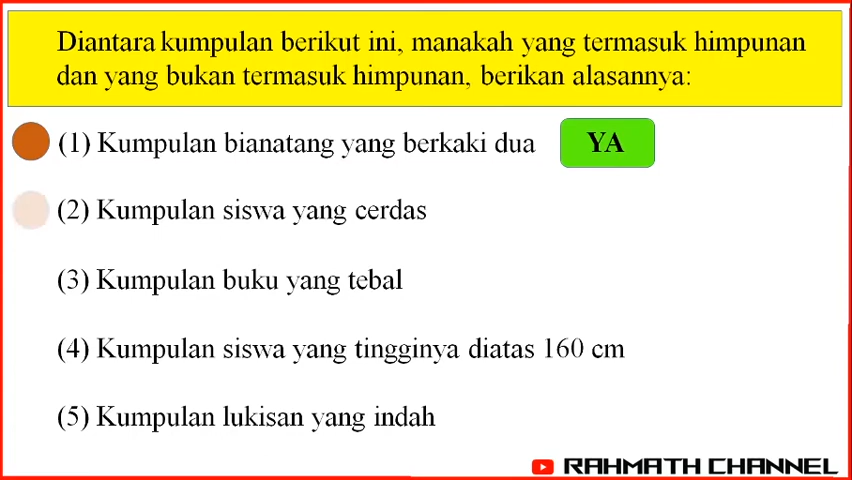 Diantara kumpulan berikut ini, manakah yang termasuk himpunan
dan yang bukan termasuk himpunan, berikan alasannya:
(1) Kumpulan bianatang yang berkaki dua YA
(2) Kumpulan siswa yang cerdas
(3) Kumpulan buku yang tebal
(4) Kumpulan siswa yang tingginya diatas 160 cm
(5) Kumpulan lukisan yang indah
RAHMATH CHANNEL